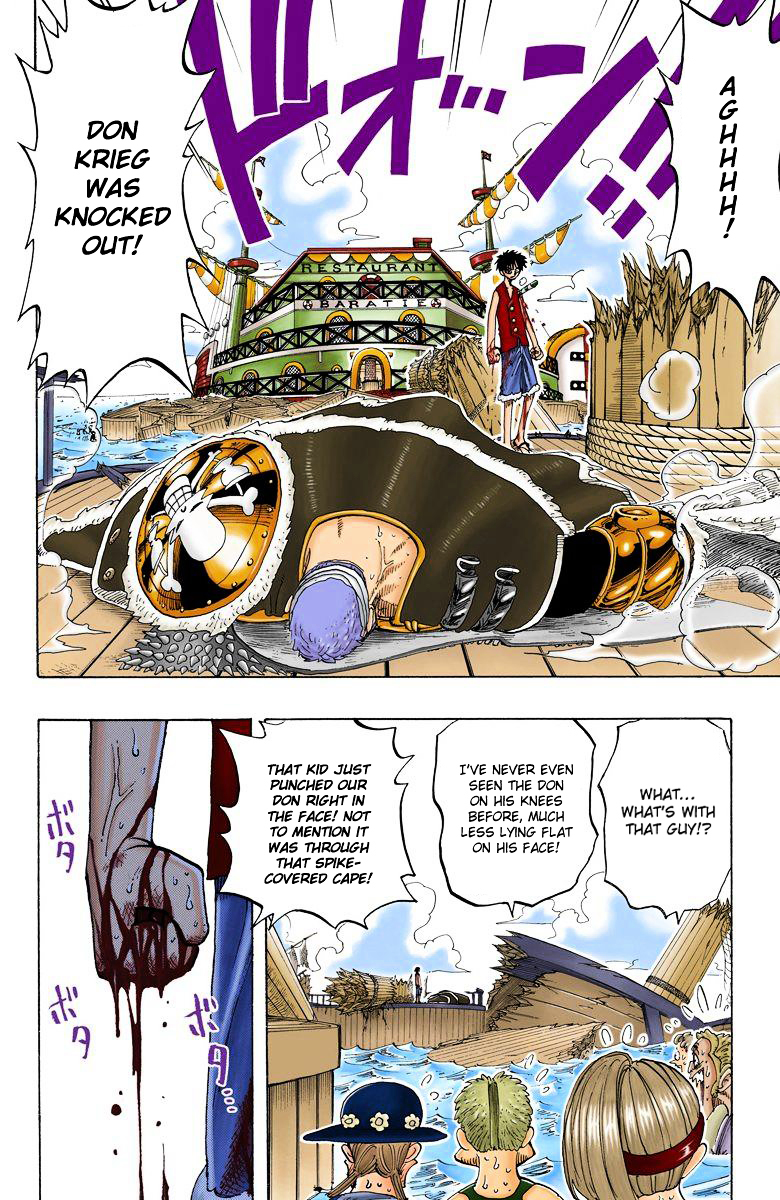 AGHHHH!
ドオォン!!
DON
KRIEG
WAS
KNOCKED
OUT!
RESTAURANT
BARATIE
WHAT...
WHAT'S WITH
THAT GUY!?
I'VE NEVER EVEN
SEEN THE DON
ON HIS KNEES
BEFORE, MUCH
LESS LYING FLAT
ON HIS FACE!
THAT KID JUST
PUNCHED OUR
DON RIGHT IN
THE FACE! NOT
TO MENTION IT
WAS THROUGH
THAT SPIKE-
COVERED CAPE!
ボタ
ボタ
ボタ...